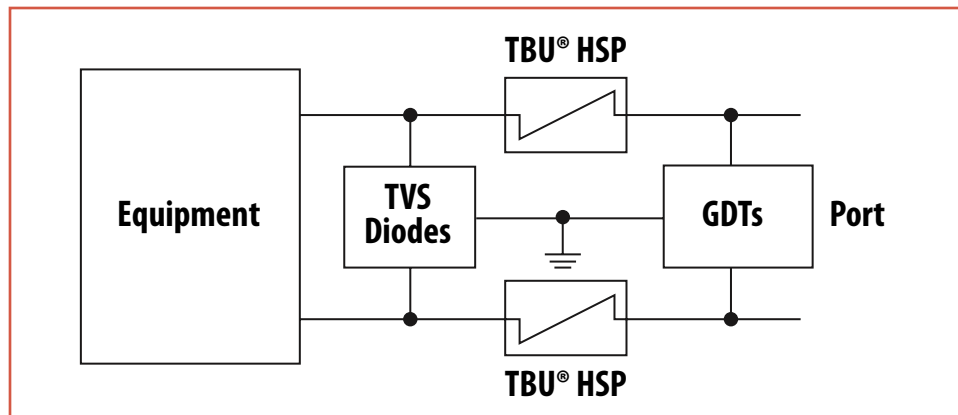 TBU® HSP
Equipment
TVS
Diodes
GDTs
Port
TBU® HSP